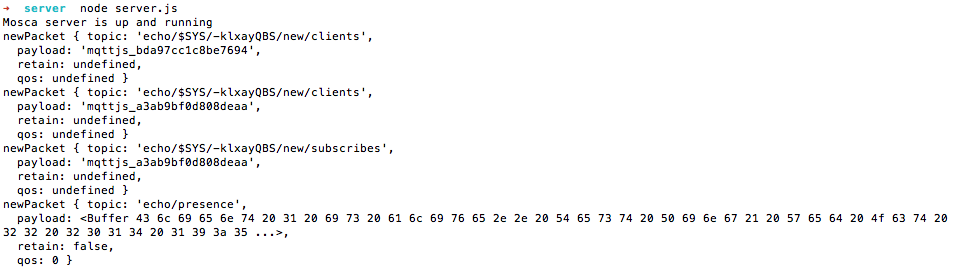 ➜  server  node server.js
Mosca server is up and running
newPacket { topic: 'echo/$SYS/-klxayQBS/new/clients',
  payload: 'mqttjs_bda97cc1c8be7694',
  retain: undefined,
  qos: undefined }
newPacket { topic: 'echo/$SYS/-klxayQBS/new/clients',
  payload: 'mqttjs_a3ab9bf0d808deaa',
  retain: undefined,
  qos: undefined }
newPacket { topic: 'echo/$SYS/-klxayQBS/new/subscribes',
  payload: 'mqttjs_a3ab9bf0d808deaa',
  retain: undefined,
  qos: undefined }
newPacket { topic: 'echo/presence',
  payload: <Buffer 43 6c 69 65 6e 74 20 31 20 69 73 20 61 6c 69 76 65 2e 2e 20 54 65 73 74 20 50 69 6e 67 21 20 57 65 64 20 4f 63 74 20
32 32 20 32 30 31 34 20 31 39 3a 35 ...>,
  retain: false,
  qos: 0 }